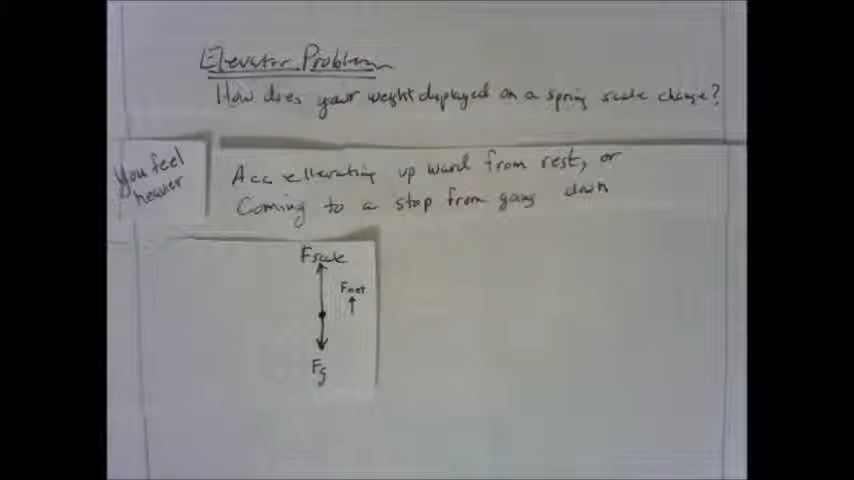 Elevator Problem
How does your weight displayed on a spring scale change?
You feel
heavier
Accellerating upward from rest, or
Coming to a stop from going down
Fscale
Fnet
Fg